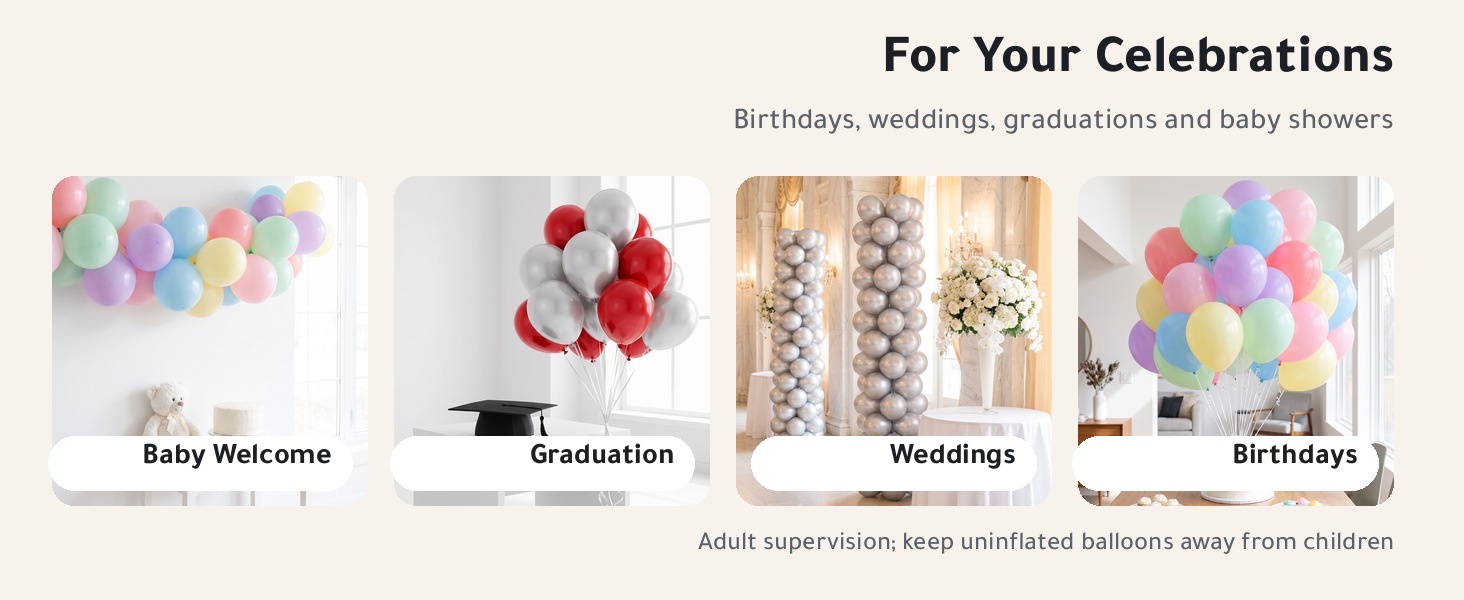 For Your Celebrations
Birthdays, weddings, graduations and baby showers
Baby Welcome
Graduation
Weddings
Birthdays
Adult supervision; keep uninflated balloons away from children